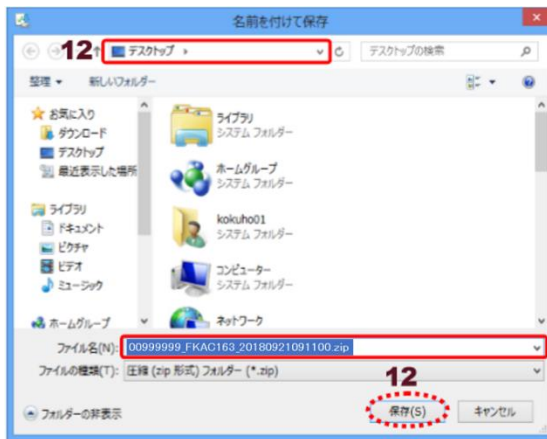 名前を付けて保存
12
デスクトップ
デスクトップの検索
整理
新しいフォルダー
お気に入り
ダウンロード
デスクトップ
最近表示した場所
ライブラリ
ドキュメント
ピクチャ
ビデオ
ミュージック
ホームグループ
ライブラリ
システム フォルダー
ホームグループ
システム フォルダー
kokuho01
システム フォルダー
コンピューター
システム フォルダー
ネットワーク
ファイル名(N): 00999999_FKAC163_20180921091100.zip
ファイルの種類(T): 圧縮 (zip 形式) フォルダー (*.zip)
12
フォルダーの非表示
保存(S)
キャンセル